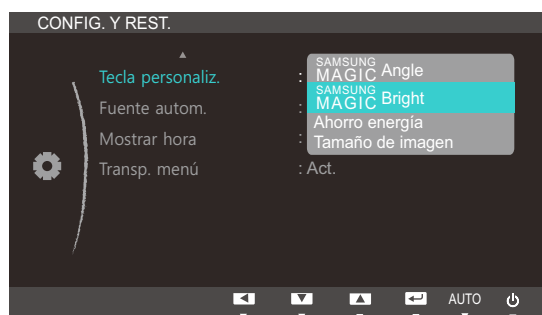 CONFIG. Y REST.
Tecla personaliz. : SAMSUNG MAGIC Angle
Fuente autom. : SAMSUNG MAGIC Bright
Ahorro energía
Mostrar hora : Tamaño de imagen
Transp. menú : Act.
AUTO